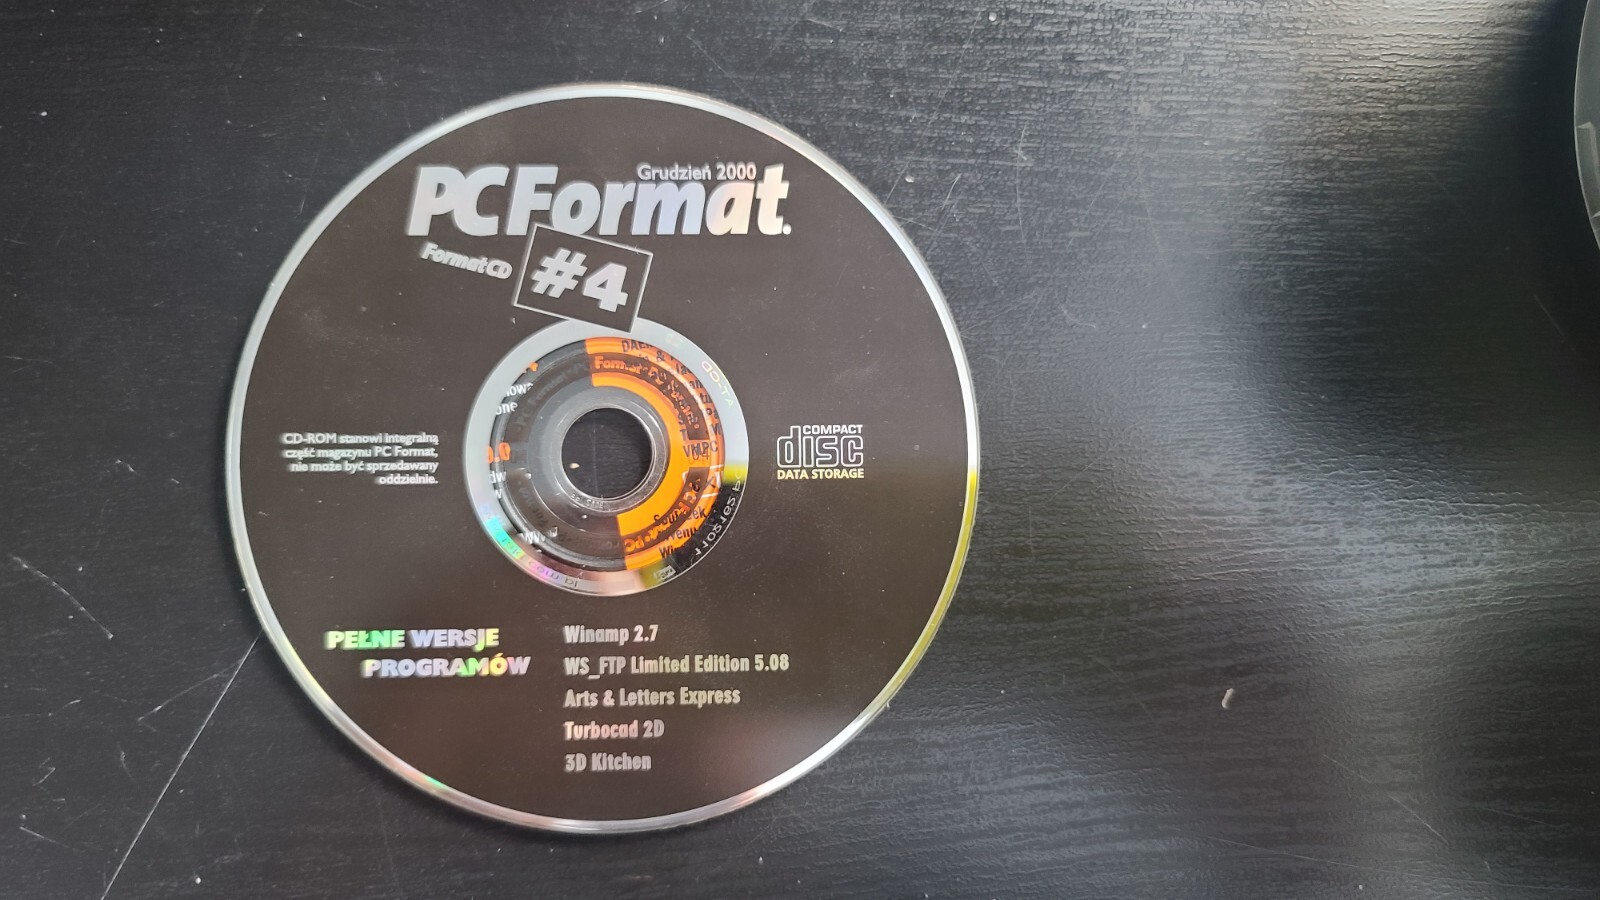 Grudzień 2000
PC Format
Format CD
#4
CD-ROM stanowi integralną
część magazynu PC Format,
nie może być sprzedawany
oddzielnie.
COMPACT
disc
DATA STORAGE
PEŁNE WERSJE
PROGRAMÓW
Winamp 2.7
WS_FTP Limited Edition 5.08
Arts & Letters Express
Turbocad 2D
3D Kitchen